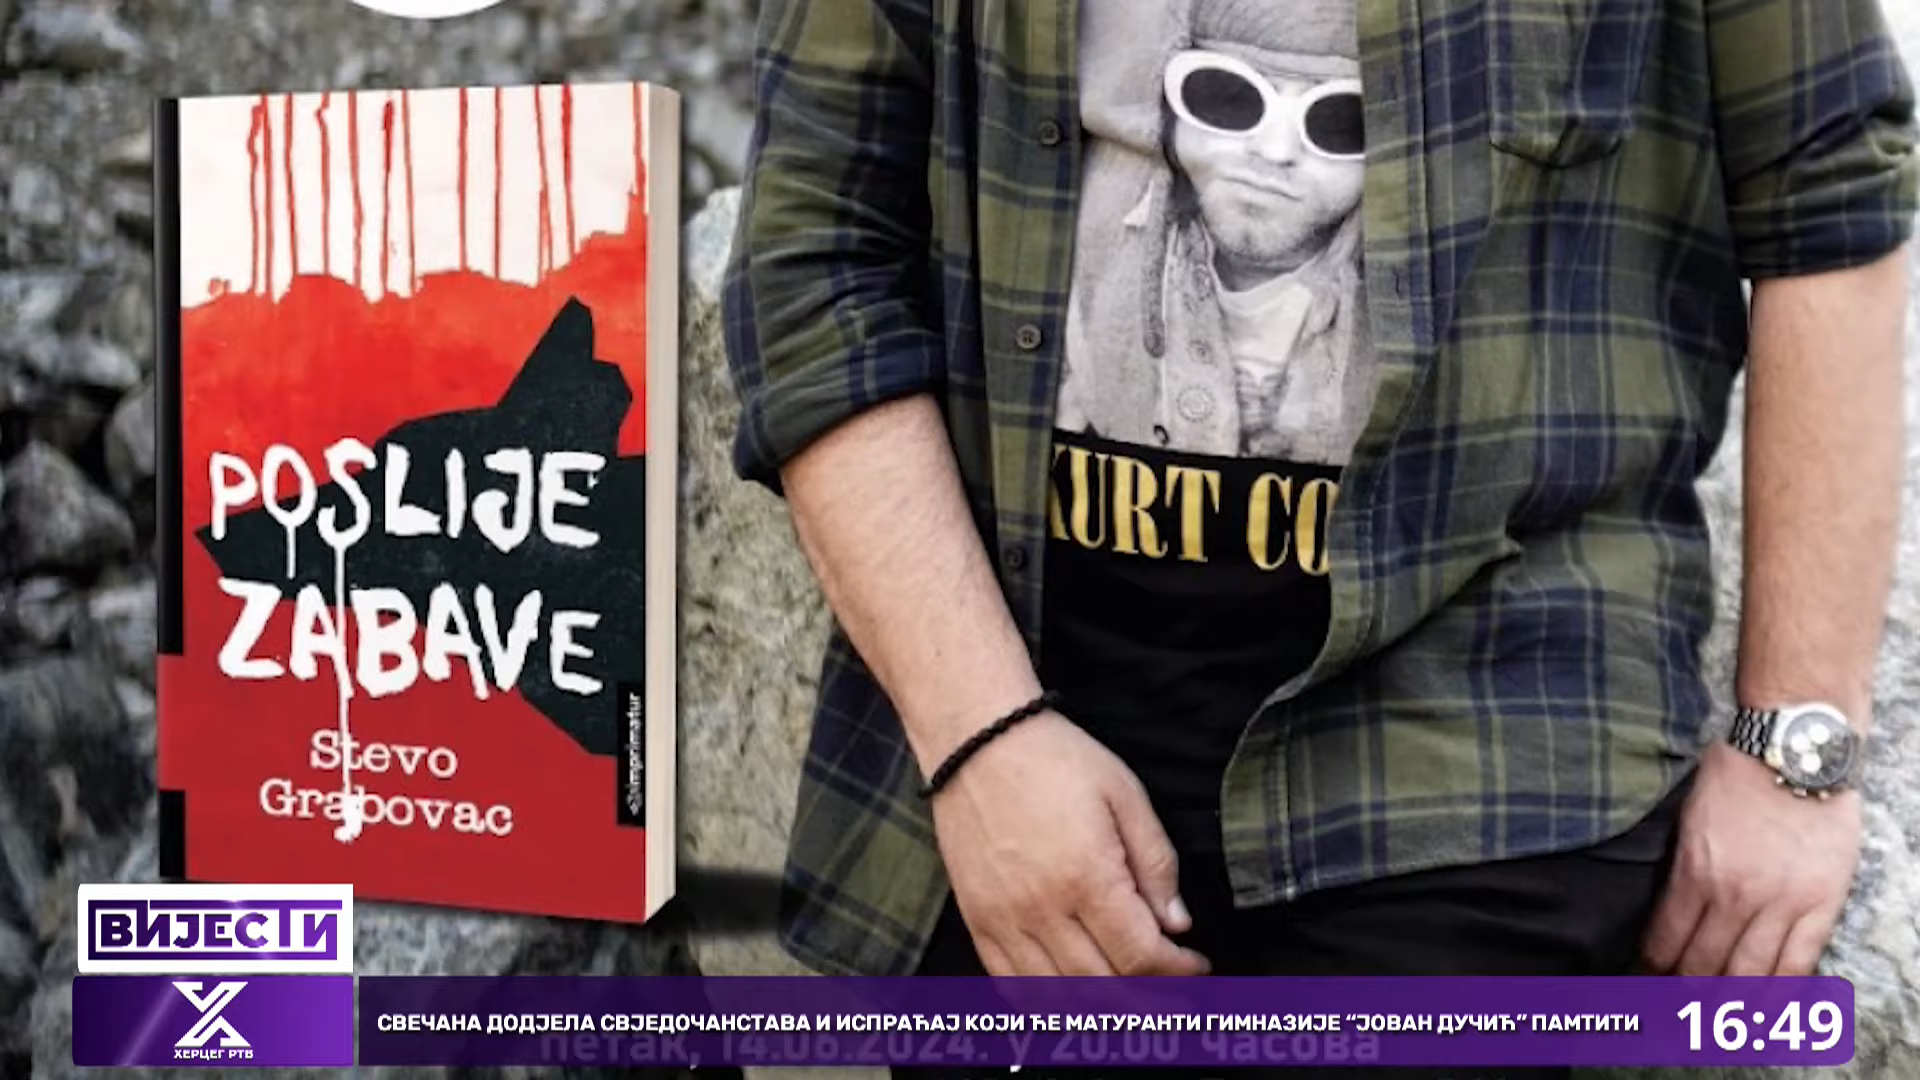 POSLIJE
ZABAVE
Stevo
Grabovac
imprimatur
KURT CO
ВИЈЕСТИ
ХЕРЦЕГ РТВ
СВЕЧАНА ДОДЈЕЛА СВЈЕДОЧАНСТАВА И ИСПРАЋАЈ КОЈИ ЋЕ МАТУРАНТИ ГИМНАЗИЈЕ “ЈОВАН ДУЧИЋ” ПАМТИТИ
16:49
петак, 14.06.2024. у 20.00 часова